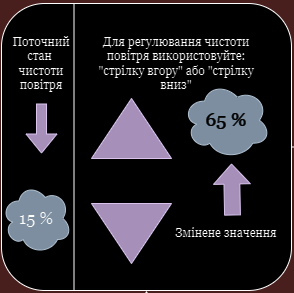 Поточний
стан
чистоти
повітря
15 %
Для регулювання чистоти
повітря використовуйте:
"стрілку вгору" або "стрілку
вниз"
65 %
Змінене значення